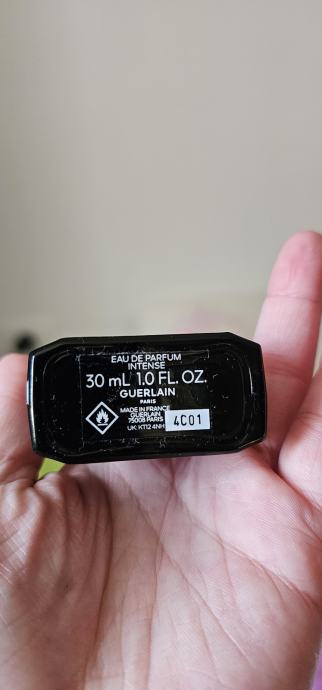 EAU DE PARFUM
INTENSE
30 mL 1.0 FL. OZ.
GUERLAIN
PARIS
MADE IN FRANCE
GUERLAIN
75008 PARIS
UK: KT12 4NH
4C01